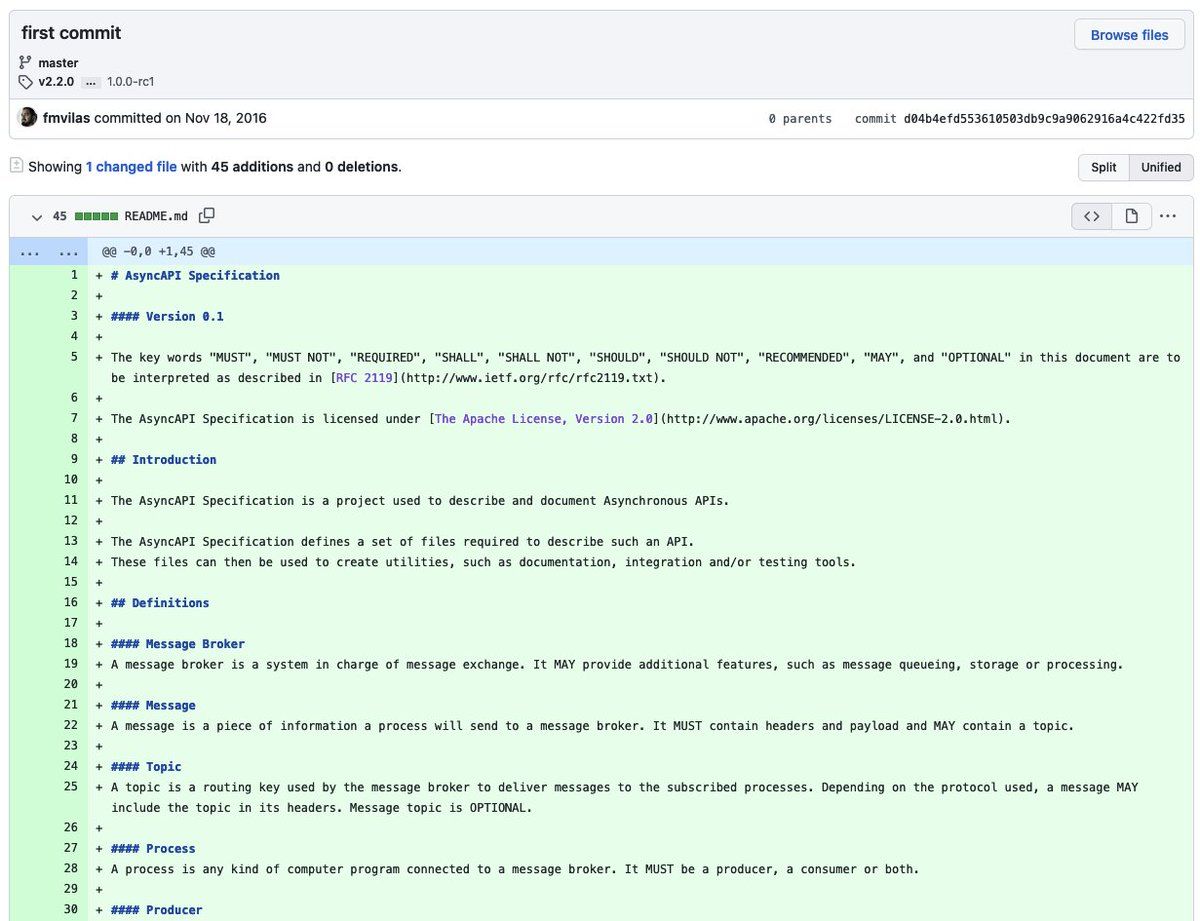 first commit
Browse files
master
v2.2.0 ... 1.0.0-rc1
fmvilas committed on Nov 18, 2016
0 parents commit d04b4efd553610503db9c9a9062916a4c422fd35
Showing 1 changed file with 45 additions and 0 deletions.
Split Unified
45 README.md
... ... @@ -0,0 +1,45 @@
1 + # AsyncAPI Specification
2 +
3 + #### Version 0.1
4 +
5 + The key words "MUST", "MUST NOT", "REQUIRED", "SHALL", "SHALL NOT", "SHOULD", "SHOULD NOT", "RECOMMENDED", "MAY", and "OPTIONAL" in this document are to
be interpreted as described in [RFC 2119](http://www.ietf.org/rfc/rfc2119.txt).
6 +
7 + The AsyncAPI Specification is licensed under [The Apache License, Version 2.0](http://www.apache.org/licenses/LICENSE-2.0.html).
8 +
9 + ## Introduction
10 +
11 + The AsyncAPI Specification is a project used to describe and document Asynchronous APIs.
12 +
13 + The AsyncAPI Specification defines a set of files required to describe such an API.
14 + These files can then be used to create utilities, such as documentation, integration and/or testing tools.
15 +
16 + ## Definitions
17 +
18 + #### Message Broker
19 + A message broker is a system in charge of message exchange. It MAY provide additional features, such as message queueing, storage or processing.
20 +
21 + #### Message
22 + A message is a piece of information a process will send to a message broker. It MUST contain headers and payload and MAY contain a topic.
23 +
24 + #### Topic
25 + A topic is a routing key used by the message broker to deliver messages to the subscribed processes. Depending on the protocol used, a message MAY
include the topic in its headers. Message topic is OPTIONAL.
26 +
27 + #### Process
28 + A process is any kind of computer program connected to a message broker. It MUST be a producer, a consumer or both.
29 +
30 + #### Producer